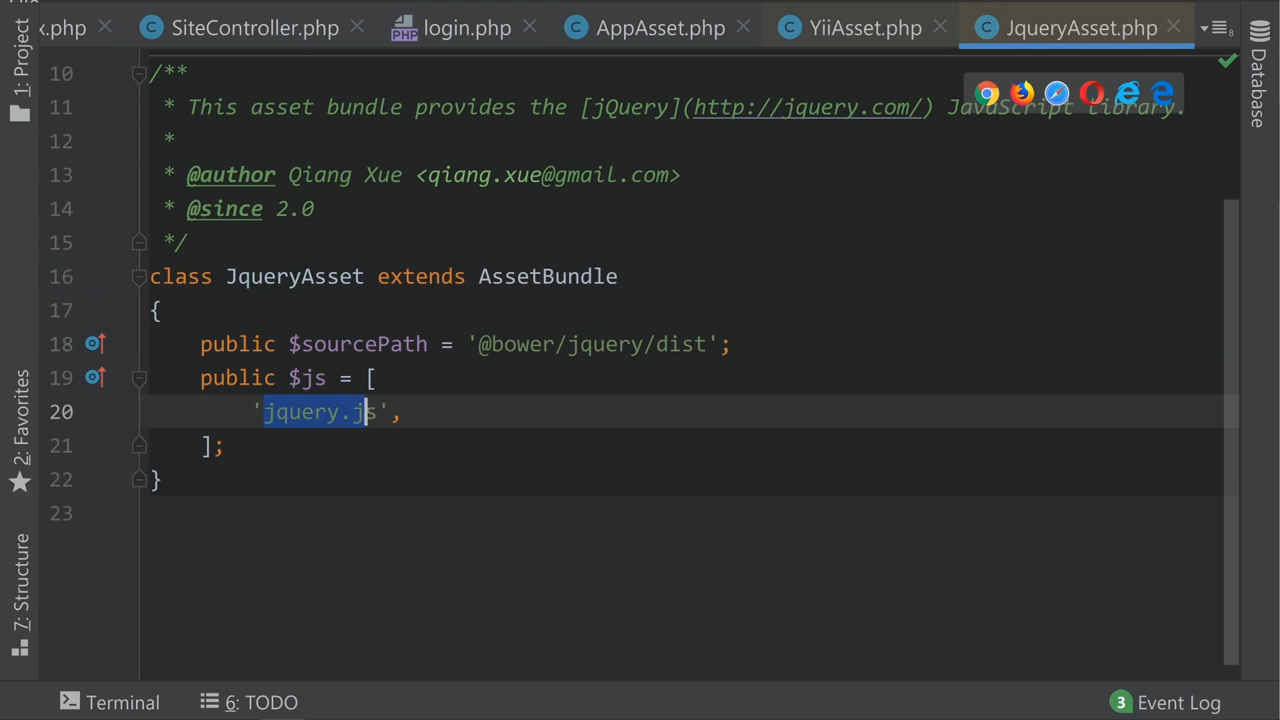 x.php
SiteController.php
PHP
login.php
AppAsset.php
YiiAsset.php
JqueryAsset.php
8
1: Project
2: Favorites
7: Structure
Database
10 /**
11 * This asset bundle provides the [jQuery](http://jquery.com/) JavaScript library.
12 *
13 * @author Qiang Xue <qiang.xue@gmail.com>
14 * @since 2.0
15 */
16 class JqueryAsset extends AssetBundle
17 {
18 public $sourcePath = '@bower/jquery/dist';
19 public $js = [
20 'jquery.js',
21 ];
22 }
23
Terminal
6: TODO
3 Event Log